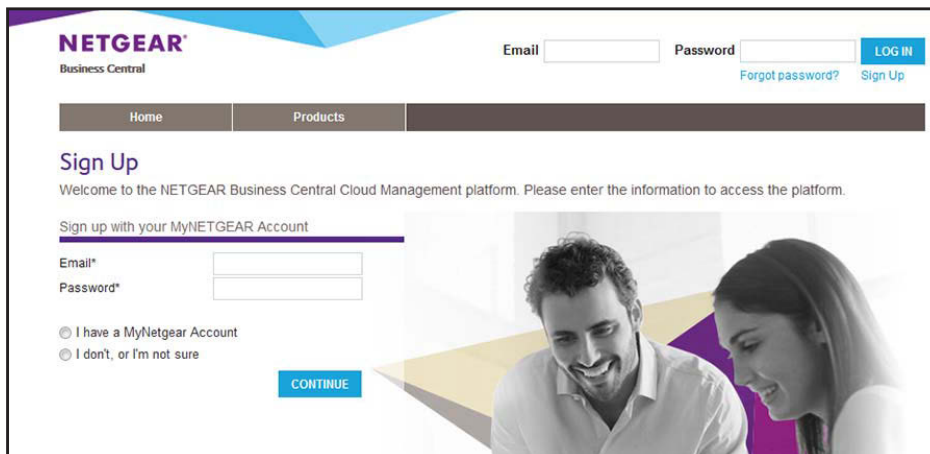 NETGEAR®
Business Central
Email
Password
LOG IN
Forgot password?
Sign Up
Home
Products
Sign Up
Welcome to the NETGEAR Business Central Cloud Management platform. Please enter the information to access the platform.
Sign up with your MyNETGEAR Account
Email*
Password*
I have a MyNetgear Account
I don't, or I'm not sure
CONTINUE